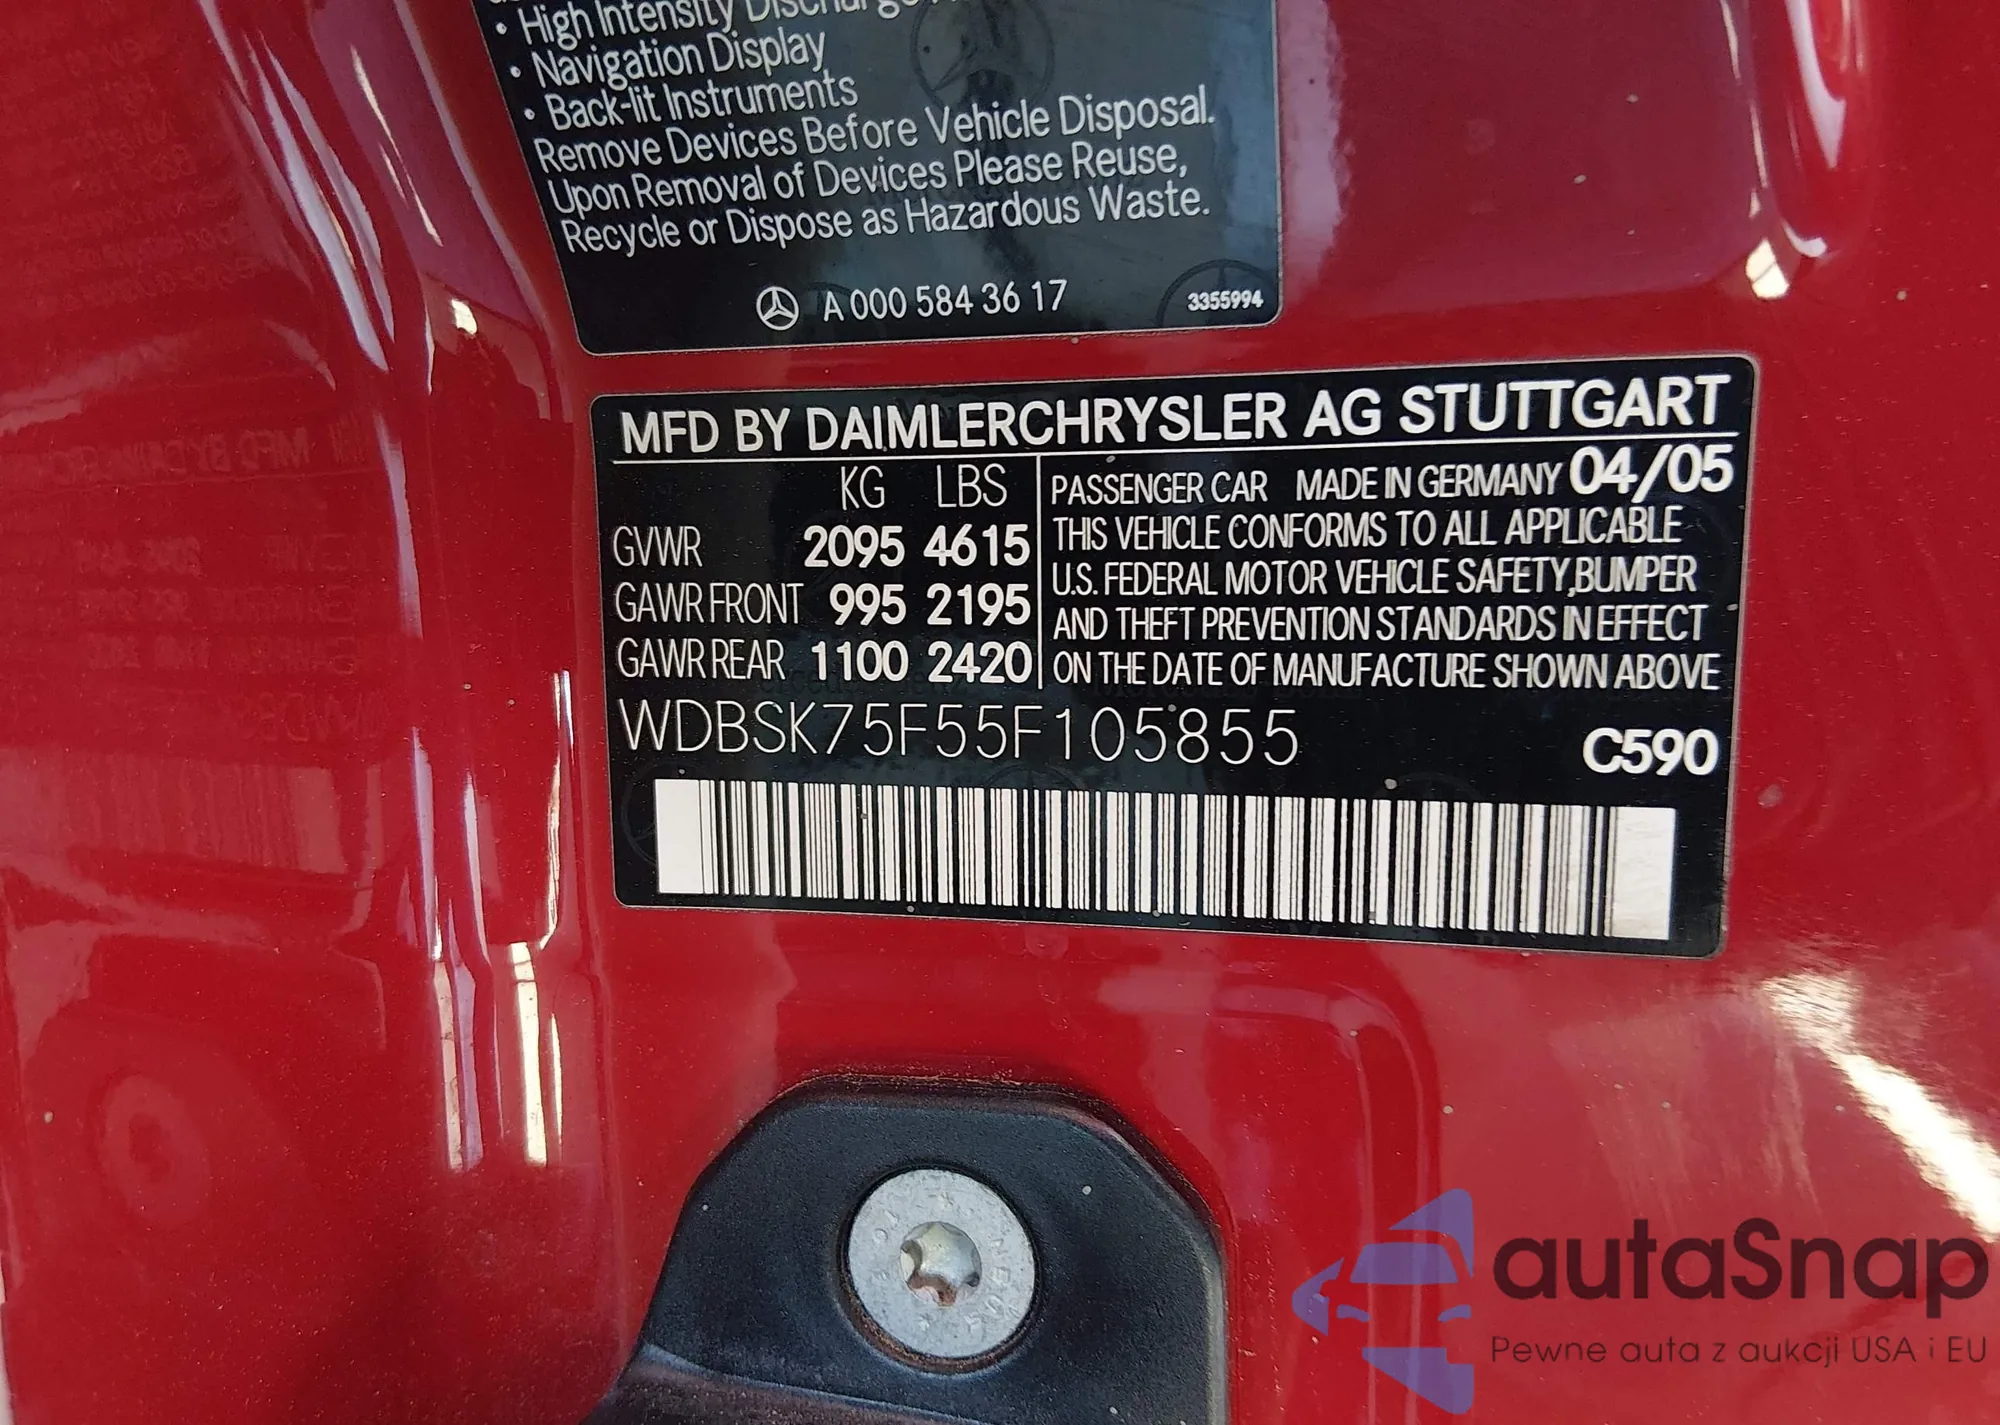 • High Intensity Discharge
• Navigation Display
• Back-lit Instruments
Remove Devices Before Vehicle Disposal.
Upon Removal of Devices Please Reuse,
Recycle or Dispose as Hazardous Waste.
A 000 584 36 17
3355994
MFD BY DAIMLERCHRYSLER AG STUTTGART
KG LBS
GVWR 2095 4615
GAWR FRONT 995 2195
GAWR REAR 1100 2420
PASSENGER CAR MADE IN GERMANY 04/05
THIS VEHICLE CONFORMS TO ALL APPLICABLE
U.S. FEDERAL MOTOR VEHICLE SAFETY, BUMPER
AND THEFT PREVENTION STANDARDS IN EFFECT
ON THE DATE OF MANUFACTURE SHOWN ABOVE
WDBSK75F55F105855
C590
autaSnap
Pewne auta z aukcji USA i EU